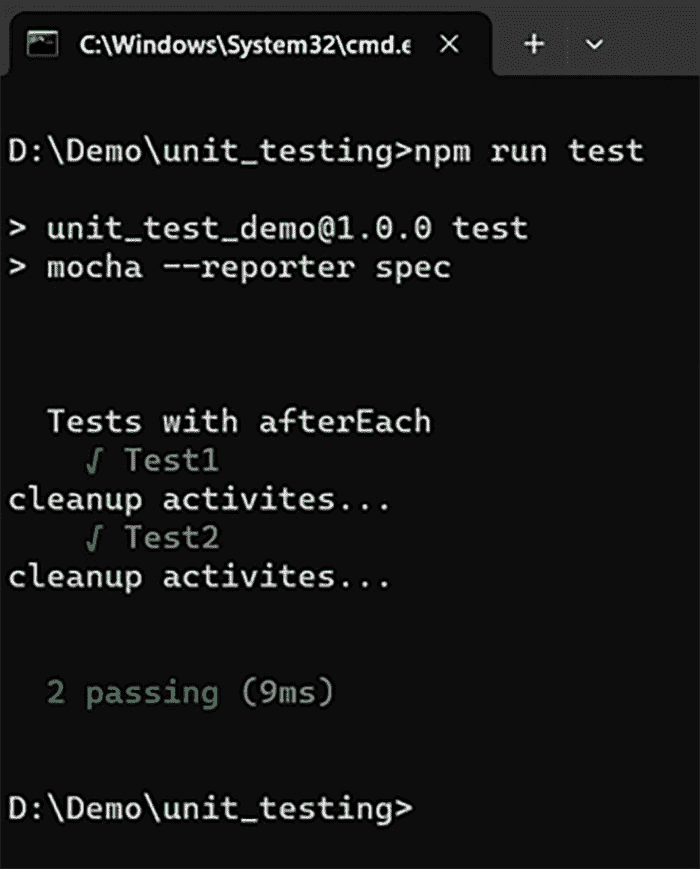 C:\Windows\System32\cmd.e
D:\Demo\unit_testing>npm run test
> unit_test_demo@1.0.0 test
> mocha --reporter spec
Tests with afterEach
√ Test1
cleanup activites...
√ Test2
cleanup activites...
2 passing (9ms)
D:\Demo\unit_testing>